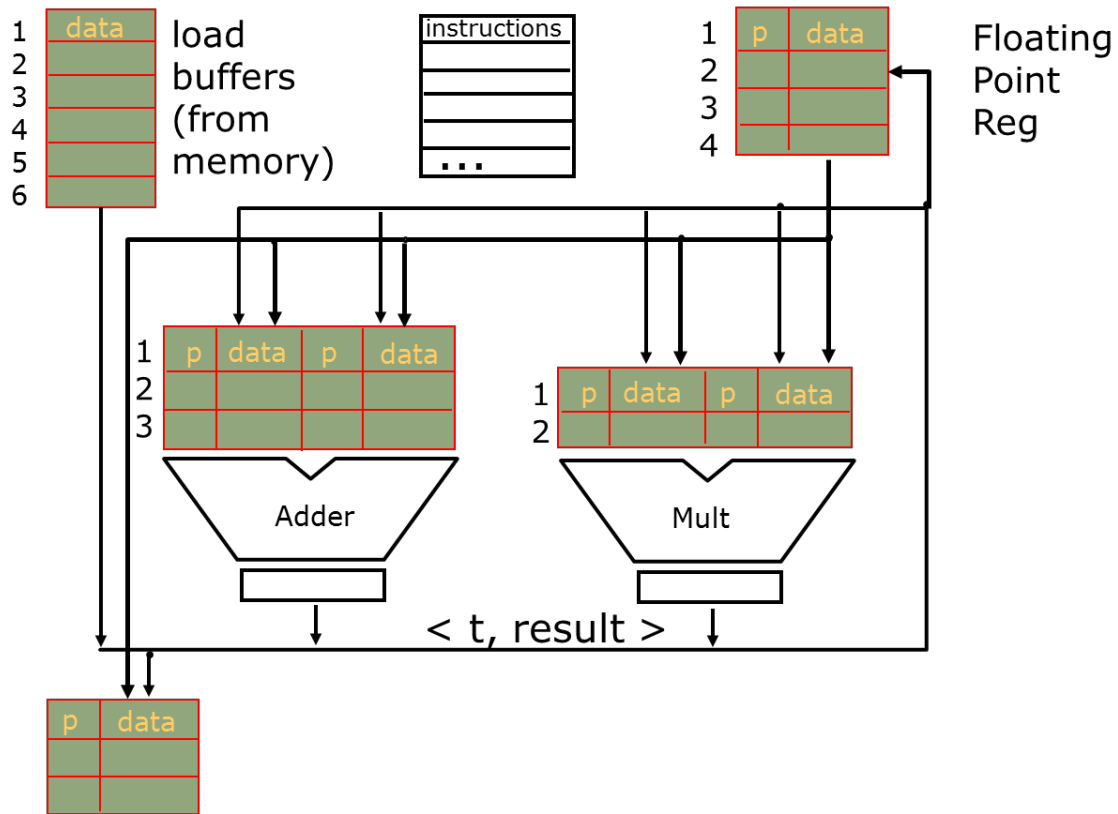 1
2
3
4
5
6
data
load
buffers
(from
memory)
instructions
...
1
2
3
4
p data
Floating
Point
Reg
1
2
3
p data p data
1
2
p data p data
Adder
Mult
< t, result >
p data